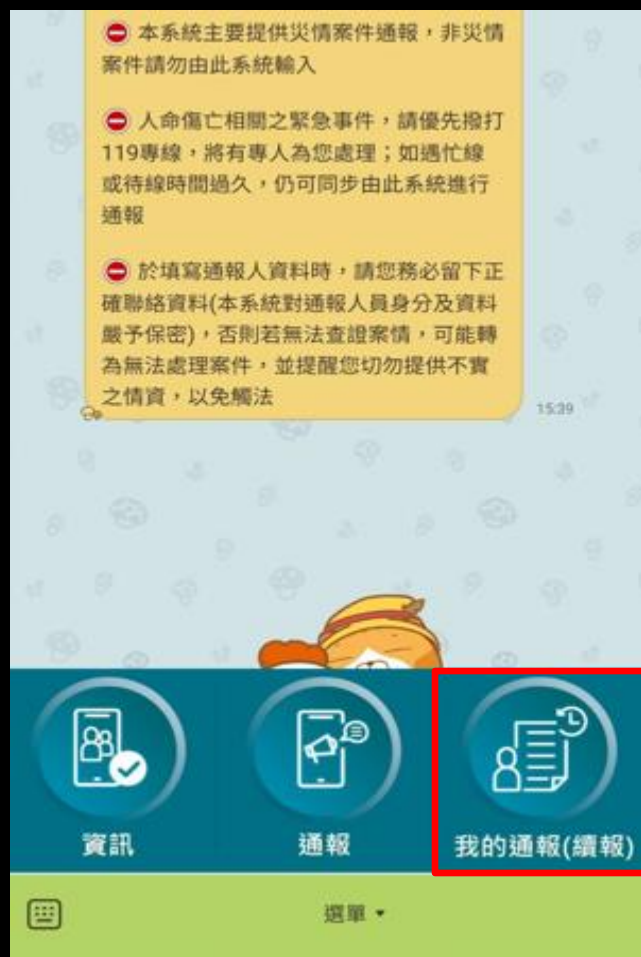 本系統主要提供災情案件通報，非災情
案件請勿由此系統輸入
人命傷亡相關之緊急事件，請優先撥打
119專線，將有專人為您處理；如遇忙線
或待線時間過久，仍可同步由此系統進行
通報
於填寫通報人資料時，請您務必留下正
確聯絡資料(本系統對通報人員身分及資料
嚴予保密)，否則若無法查證案情，可能轉
為無法處理案件，並提醒您切勿提供不實
之情資，以免觸法
15:39
資訊
通報
我的通報(續報)
選單